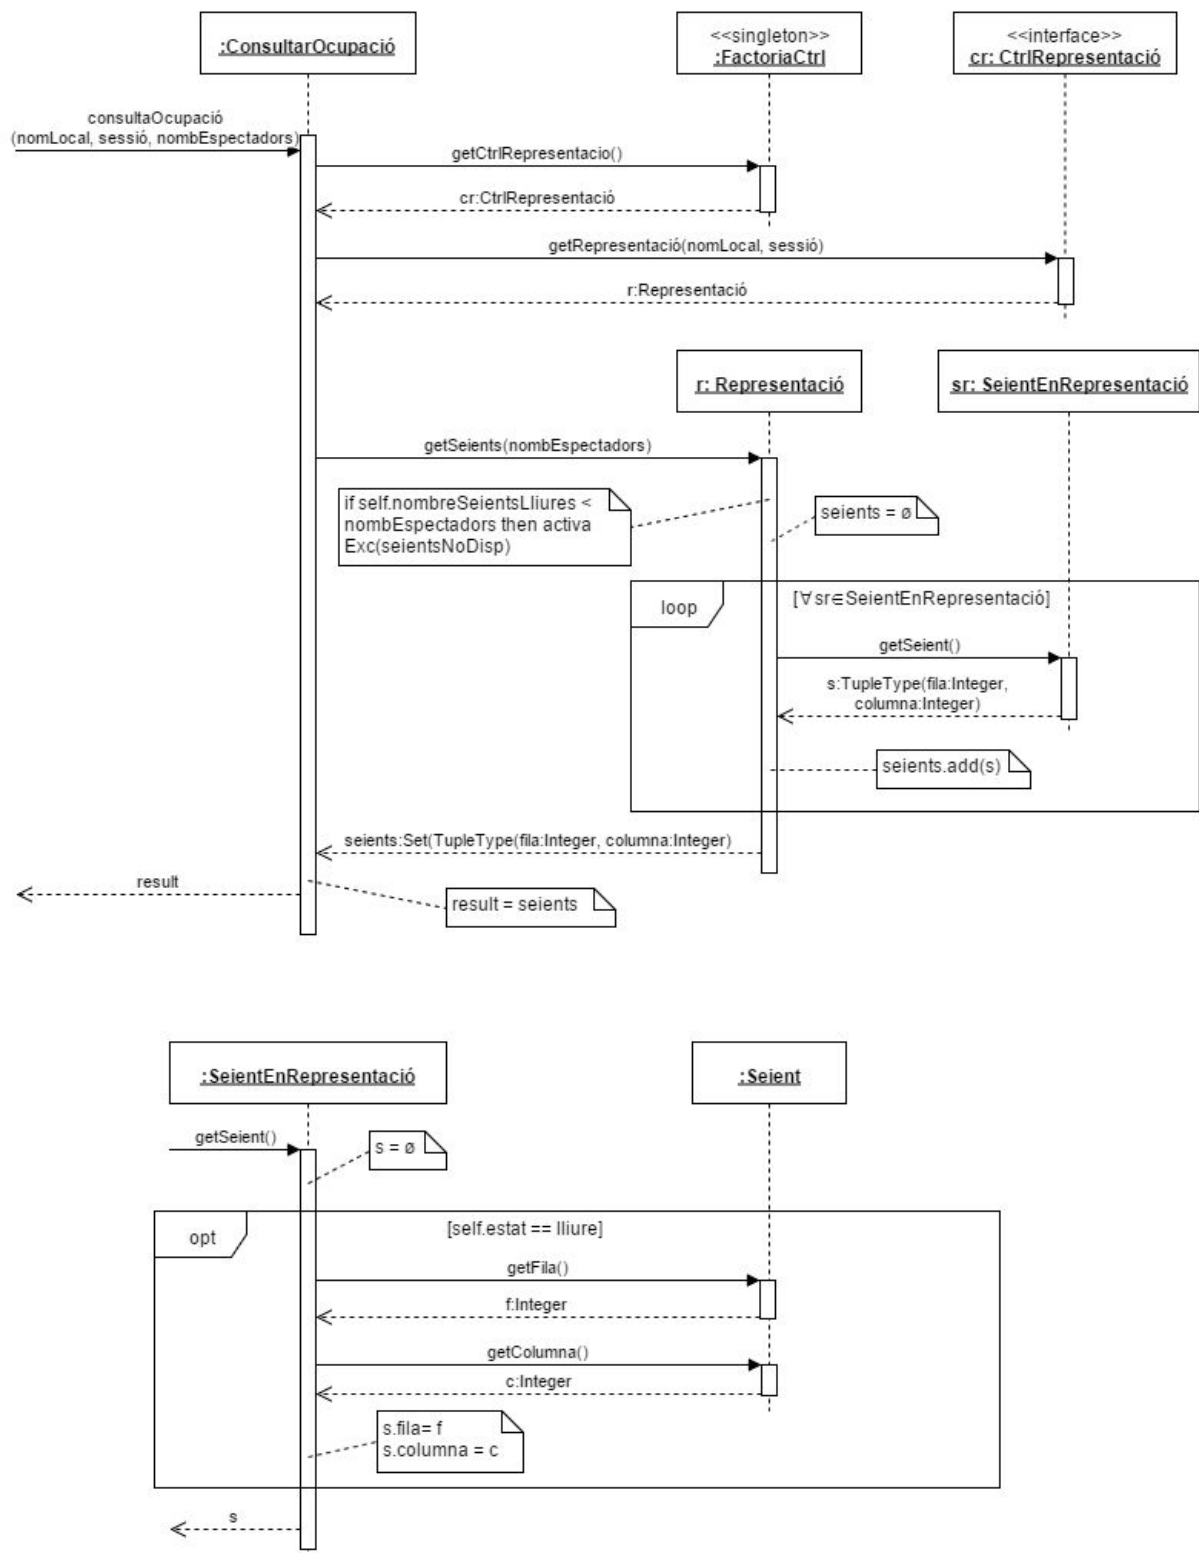 :ConsultarOcupació
<<singleton>>
:FactoriaCtrl
<<interface>>
cr: CtrlRepresentació
consultaOcupació
(nomLocal, sessió, nombEspectadors)
getCtrlRepresentacio()
cr:CtrlRepresentació
getRepresentació(nomLocal, sessió)
r:Representació
r: Representació
sr: SeientEnRepresentació
getSeients(nombEspectadors)
if self.nombreSeientsLliures <
nombEspectadors then activa
Exc(seientsNoDisp)
seients = ø
loop
[∀sr∈SeientEnRepresentació]
getSeient()
s:TupleType(fila:Integer,
columna:Integer)
seients.add(s)
seients:Set(TupleType(fila:Integer, columna:Integer)
result
result = seients
:SeientEnRepresentació
:Seient
getSeient()
s = ø
opt
[self.estat == lliure]
getFila()
f:Integer
getColumna()
c:Integer
s.fila= f
s.columna = c
s